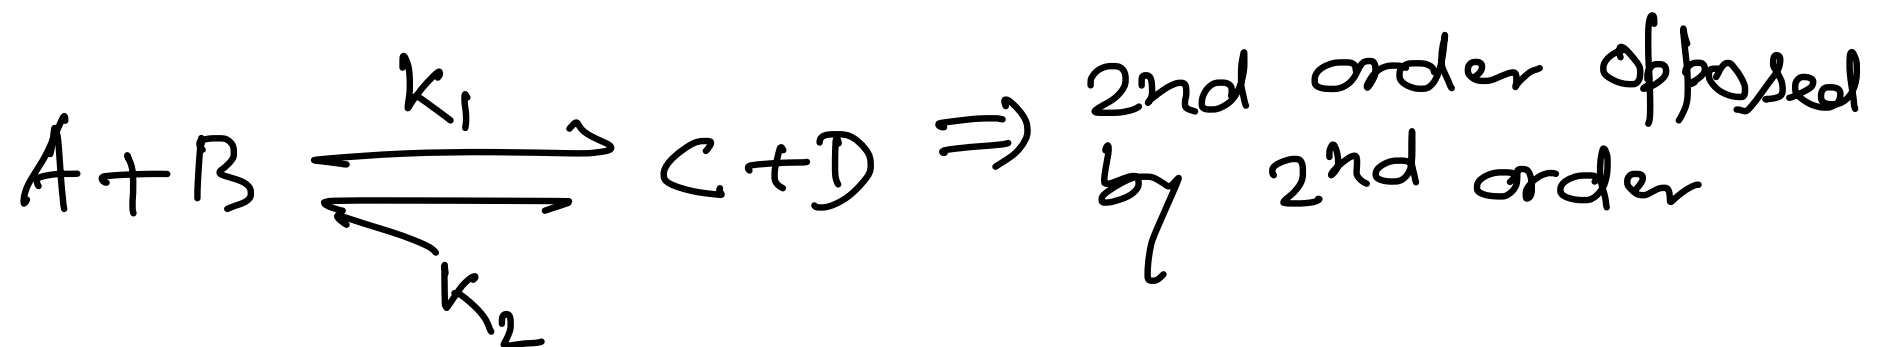 A + B ⇌ C + D ⇒ 2nd order opposed
K1
K2
by 2nd order